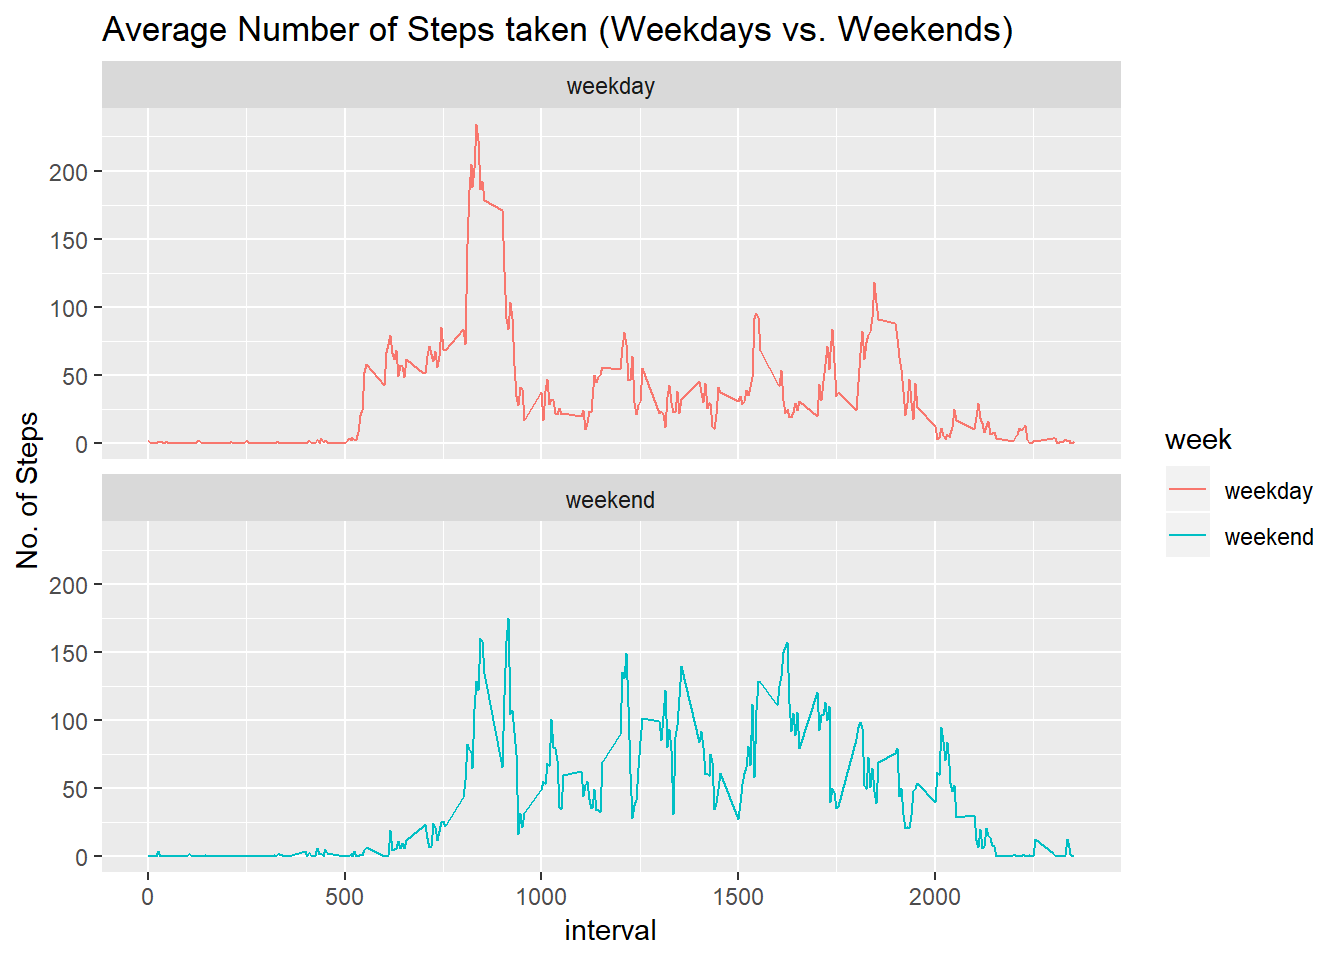 Average Number of Steps taken (Weekdays vs. Weekends)
weekday
200
150
100
50
0
weekend
200
150
100
50
0
0 500 1000 1500 2000
interval
No. of Steps
week
weekday
weekend